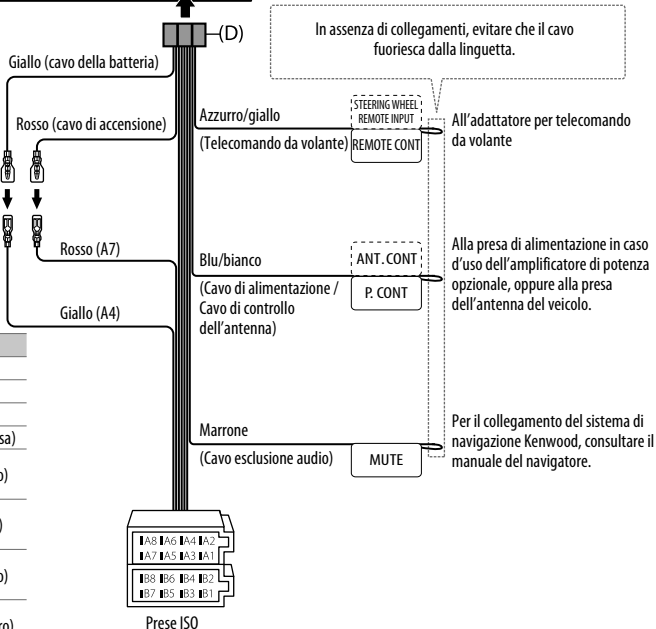 (D)
In assenza di collegamenti, evitare che il cavo
fuoriesca dalla linguetta.
Giallo (cavo della batteria)
Rosso (cavo di accensione)
Azzurro/giallo
(Telecomando da volante)
STEERING WHEEL
REMOTE INPUT
REMOTE CONT
All'adattatore per telecomando
da volante
Rosso (A7)
Giallo (A4)
Blu/bianco
(Cavo di alimentazione /
Cavo di controllo
dell'antenna)
ANT. CONT
P. CONT
Alla presa di alimentazione in caso
d'uso dell'amplificatore di potenza
opzionale, oppure alla presa
dell'antenna del veicolo.
sa)
o)
)
o)
ro)
Marrone
(Cavo esclusione audio)
MUTE
Per il collegamento del sistema di
navigazione Kenwood, consultare il
manuale del navigatore.
A8 A6 A4 A2
A7 A5 A3 A1
B8 B6 B4 B2
B7 B5 B3 B1
Prese ISO